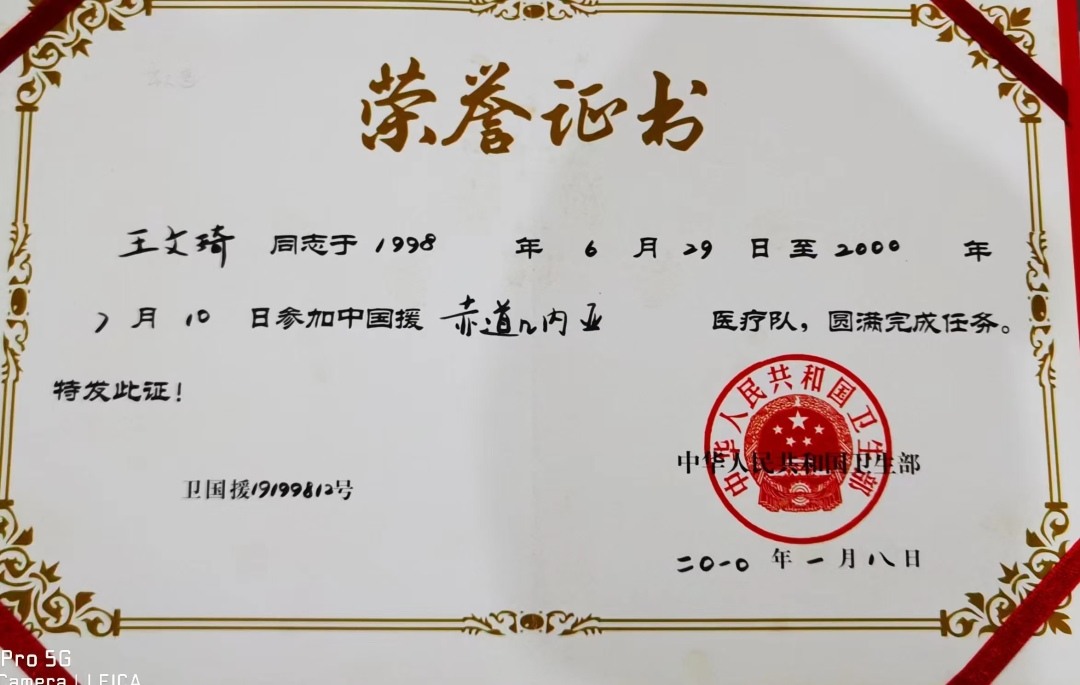 荣誉证书
王文琦 同志于 1998 年 6 月 29 日至 2000 年
7 月 10 日参加中国援 赤道几内亚 医疗队，圆满完成任务。
特发此证！
中华人民共和国卫生部
中华人民共和国卫生部
卫国援19199812号
二〇一〇年一月八日
Pro 5G
Camera | LEICA